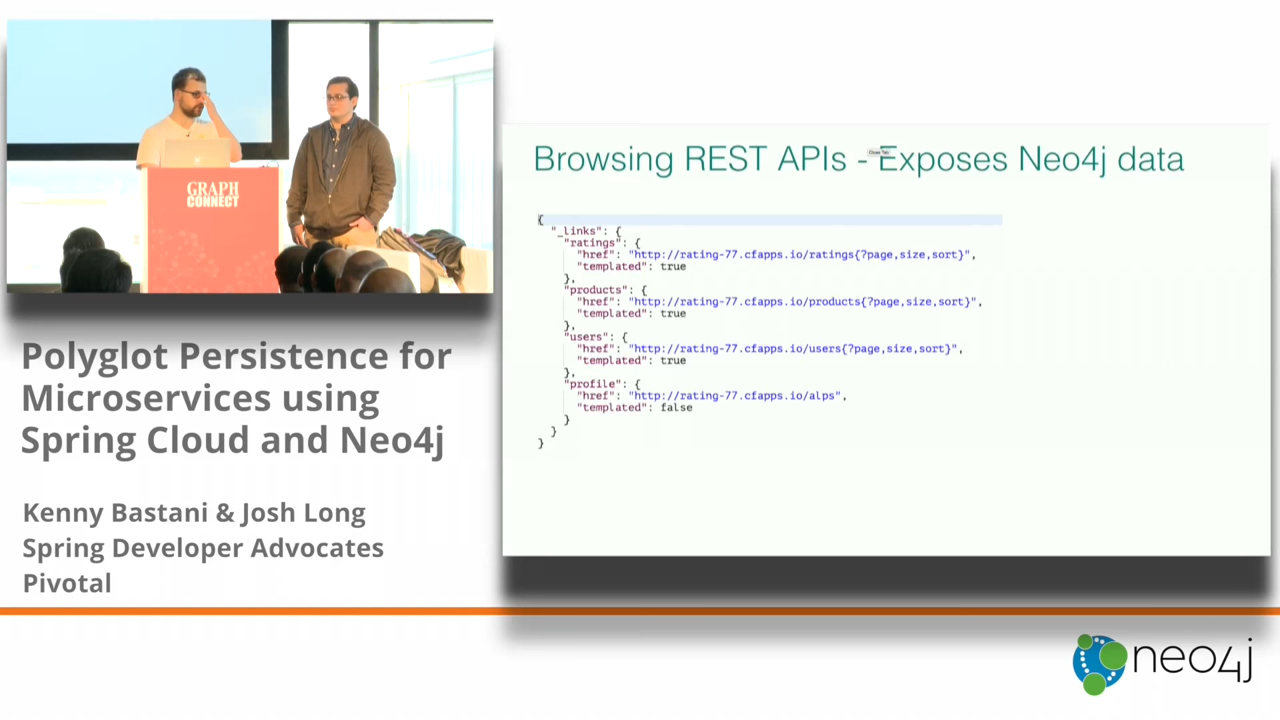 GRAPH
CONNECT
Polyglot Persistence for
Microservices using
Spring Cloud and Neo4j
Kenny Bastani & Josh Long
Spring Developer Advocates
Pivotal
Browsing REST APIs - Exposes Neo4j data
Close Tab
{
"_links": {
"ratings": {
"href": "http://rating-77.cfapps.io/ratings{?page,size,sort}",
"templated": true
},
"products": {
"href": "http://rating-77.cfapps.io/products{?page,size,sort}",
"templated": true
},
"users": {
"href": "http://rating-77.cfapps.io/users{?page,size,sort}",
"templated": true
},
"profile": {
"href": "http://rating-77.cfapps.io/alps",
"templated": false
}
}
}
neo4j